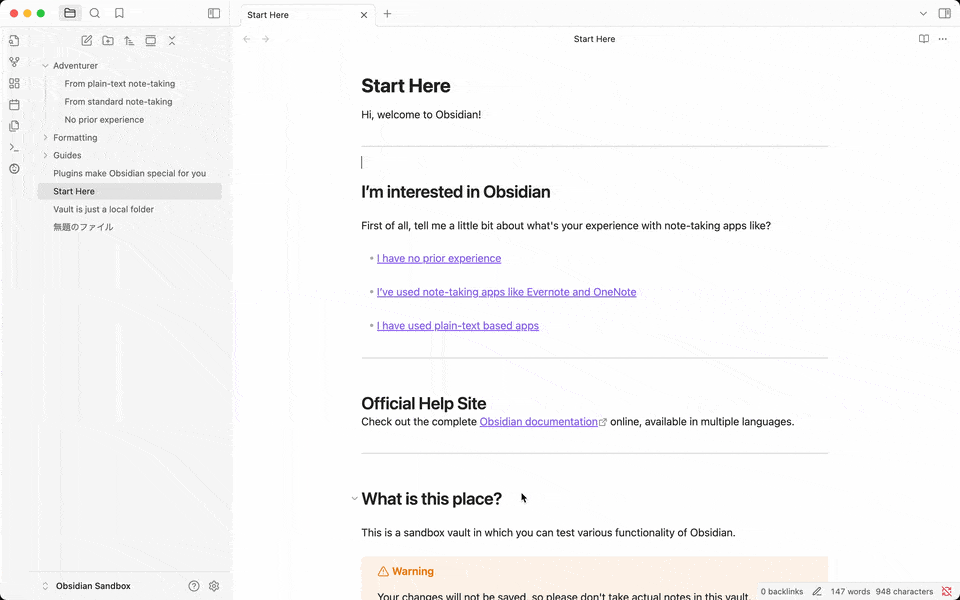 Start Here
Adventurer
From plain-text note-taking
From standard note-taking
No prior experience
Formatting
Guides
Plugins make Obsidian special for you
Start Here
Vault is just a local folder
無題のファイル
Obsidian Sandbox
Start Here
Start Here
Hi, welcome to Obsidian!
I’m interested in Obsidian
First of all, tell me a little bit about what's your experience with note-taking apps like?
I have no prior experience
I’ve used note-taking apps like Evernote and OneNote
I have used plain-text based apps
Official Help Site
Check out the complete Obsidian documentation online, available in multiple languages.
What is this place?
This is a sandbox vault in which you can test various functionality of Obsidian.
Warning
Your changes will not be saved, so please don't take actual notes in this vault.
0 backlinks 147 words 948 characters